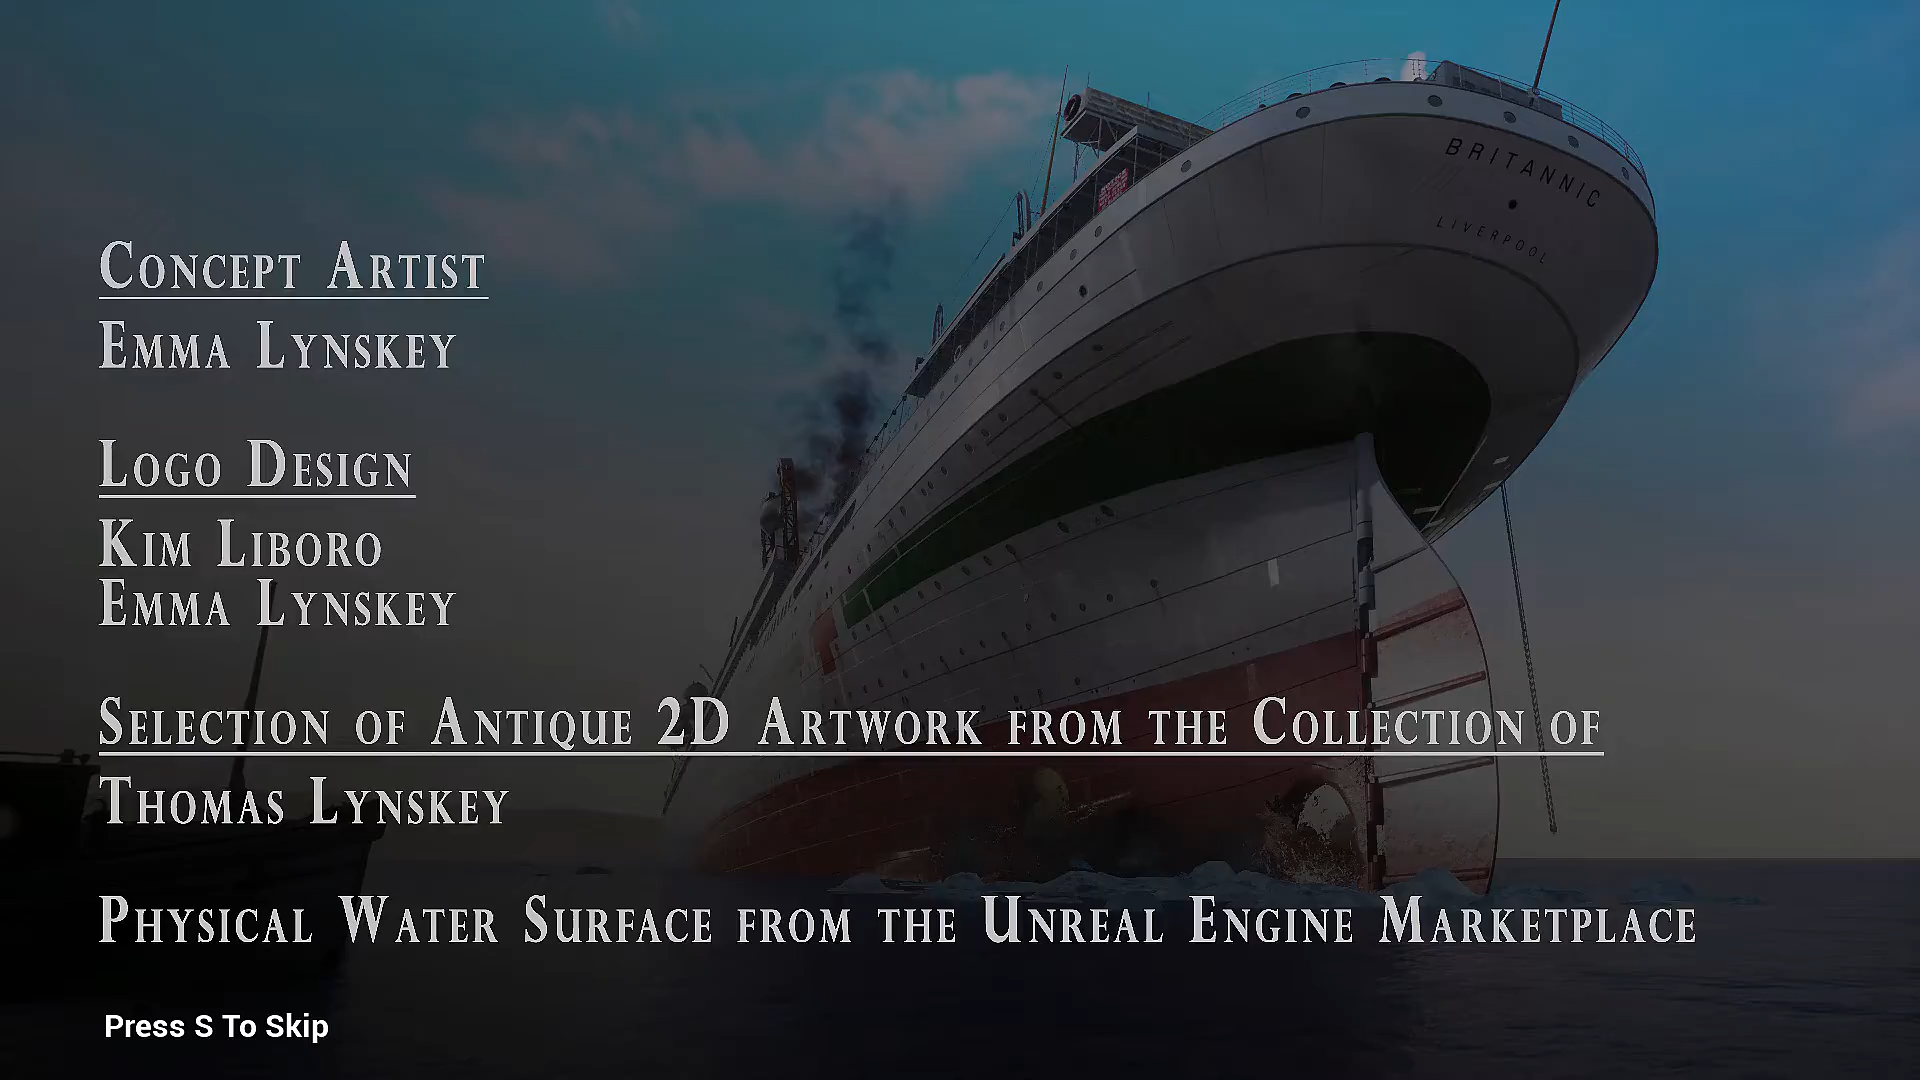 BRITANNIC
LIVERPOOL
Concept Artist
Emma Lynskey
Logo Design
Kim Liboro
Emma Lynskey
Selection of Antique 2D Artwork from the Collection of
Thomas Lynskey
Physical Water Surface from the Unreal Engine Marketplace
Press S To Skip